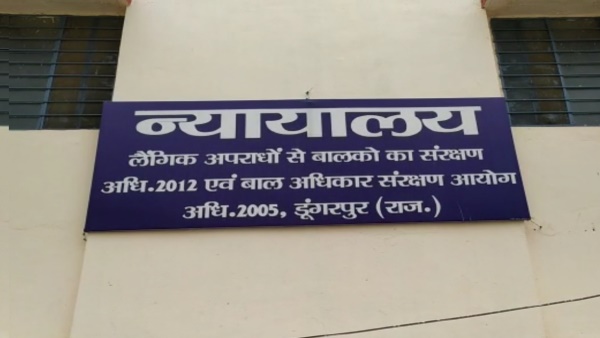 न्यायालय
लैंगिक अपराधों से बालको का संरक्षण
अधि.2012 एवं बाल अधिकार संरक्षण आयोग
अधि.2005, डूंगरपुर (राज.)